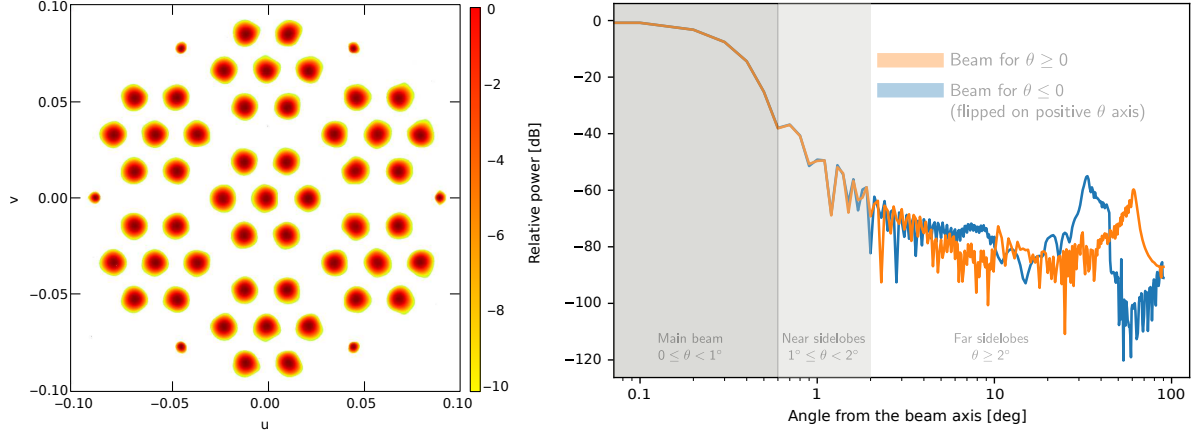 0.10
0.05
0.00
−0.05
−0.10
v
−0.10
−0.05
0.00
0.05
0.10
u
0
−2
−4
−6
−8
−10
Relative power [dB]
0
−20
−40
−60
−80
−100
−120
Beam for θ ≥ 0
Beam for θ ≤ 0
(flipped on positive θ axis)
Main beam
0 ≤ θ < 1°
Near sidelobes
1° ≤ θ < 2°
Far sidelobes
θ ≥ 2°
0.1
1
10
100
Angle from the beam axis [deg]